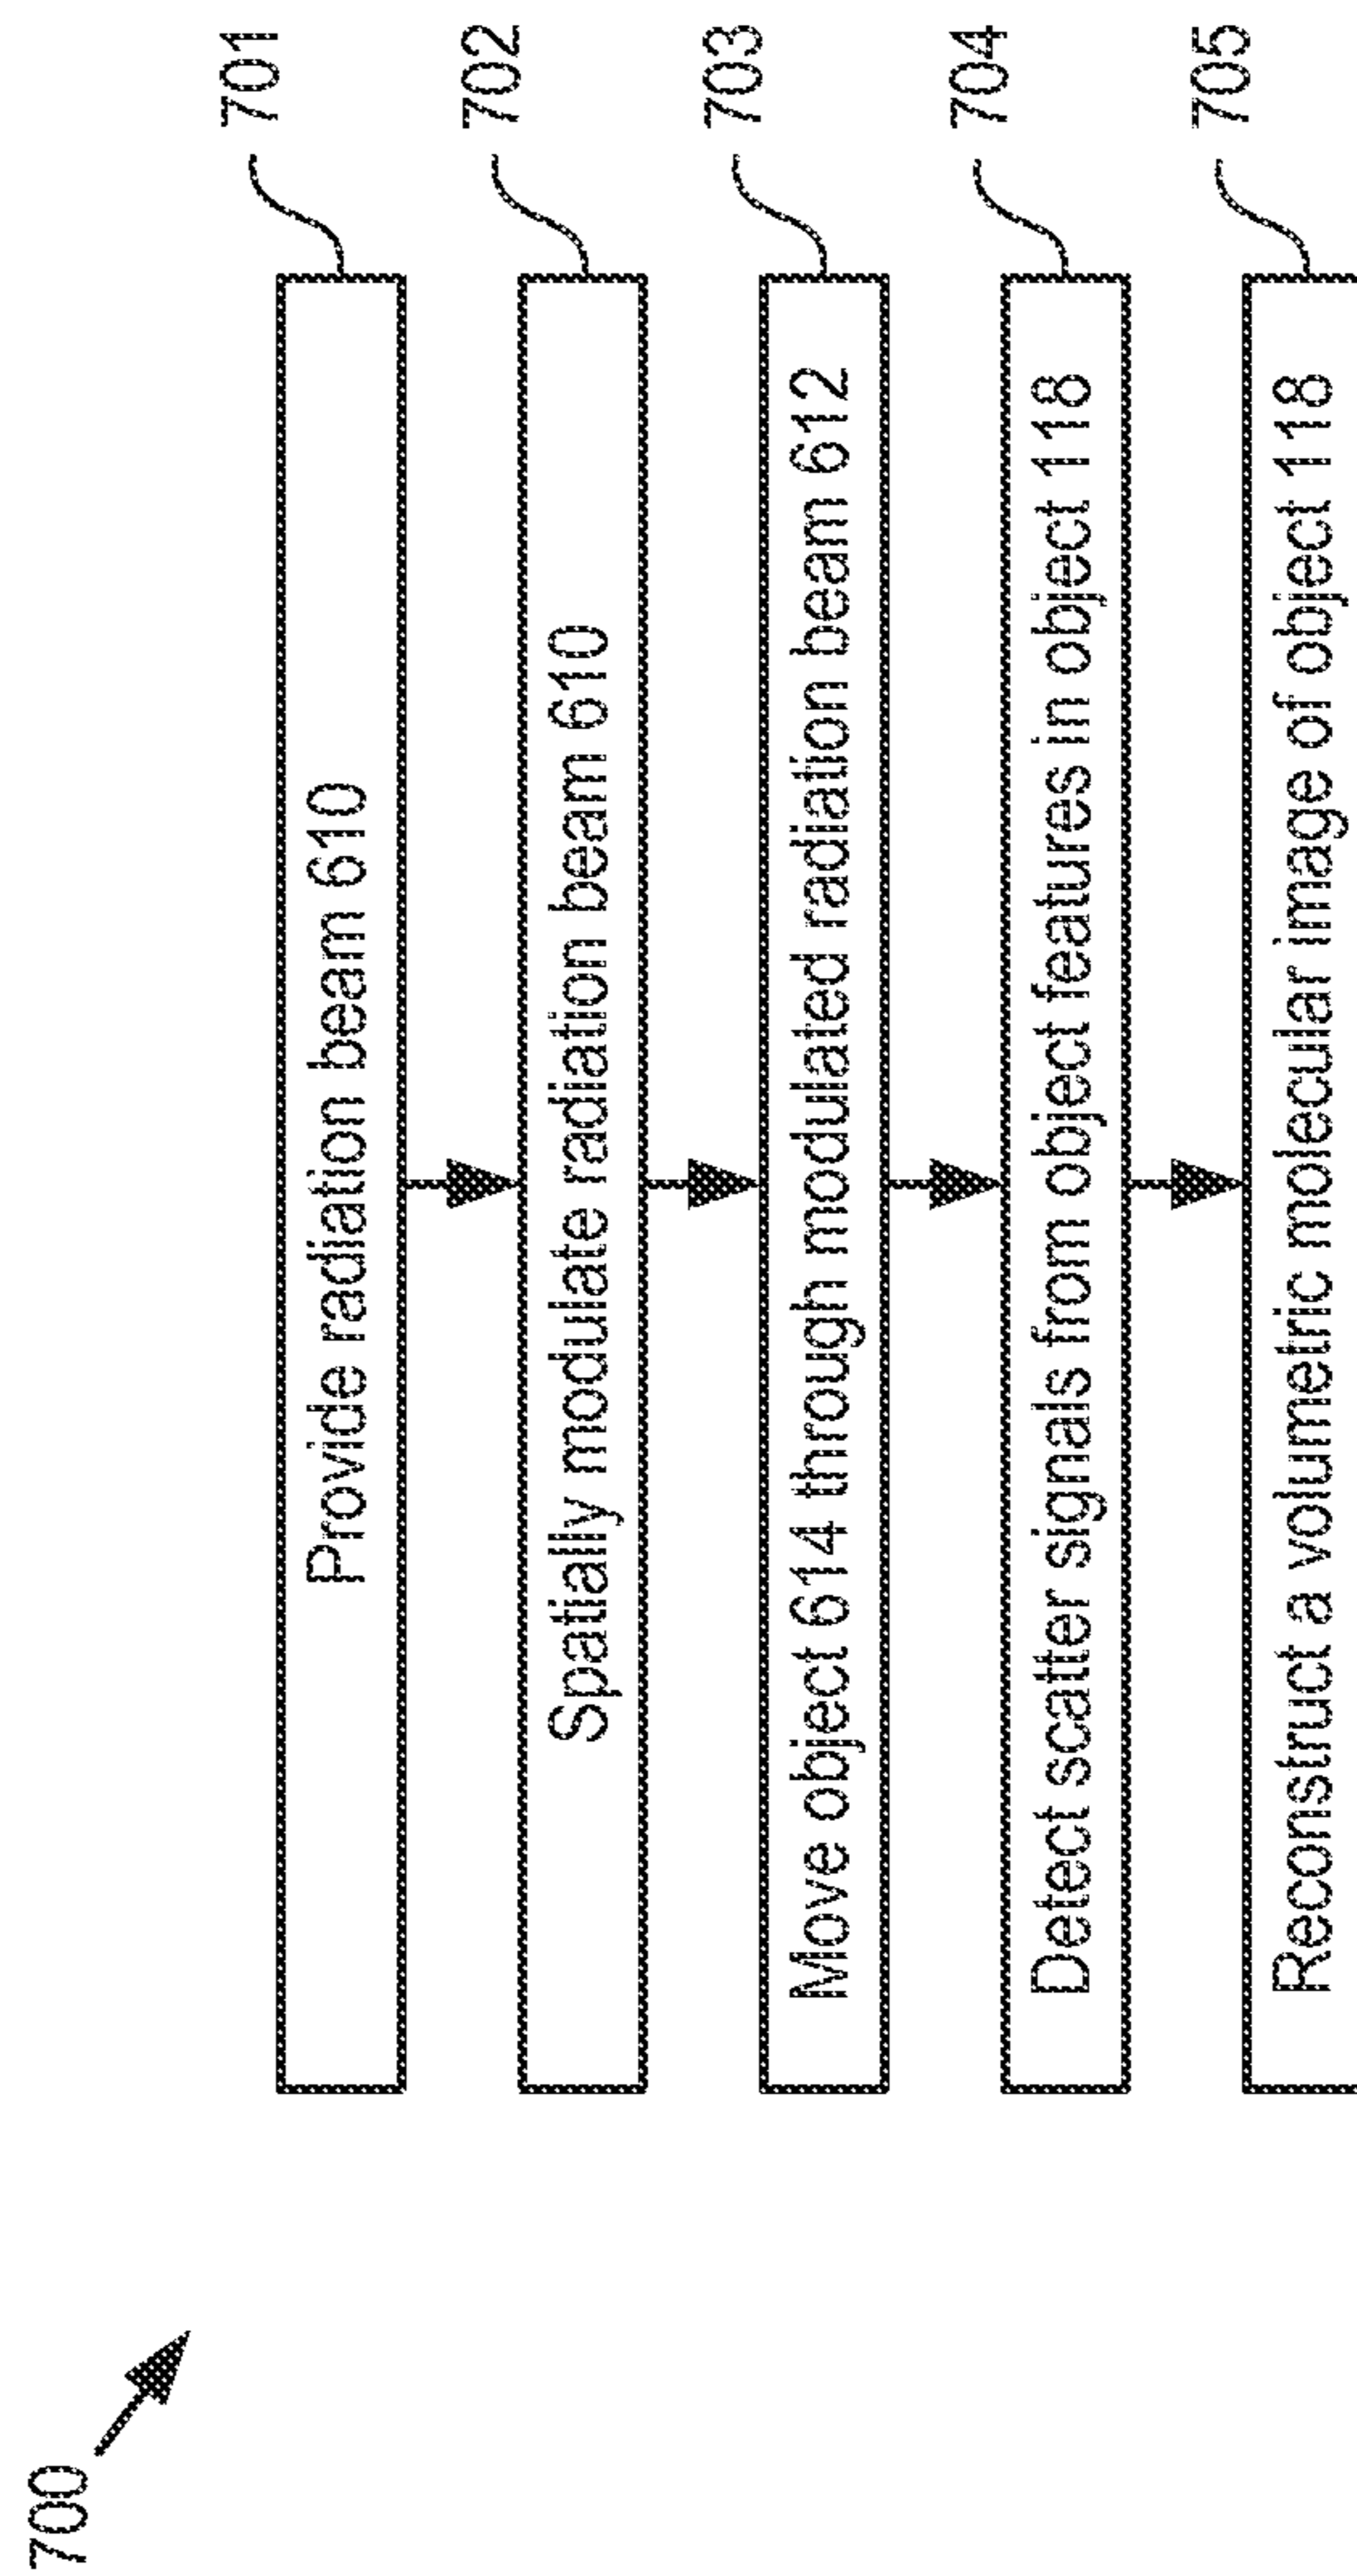 700
701
Provide radiation beam 610
702
Spatially modulate radiation beam 610
703
Move object 614 through modulated radiation beam 612
704
Detect scatter signals from object features in object 118
705
Reconstruct a volumetric molecular image of object 118